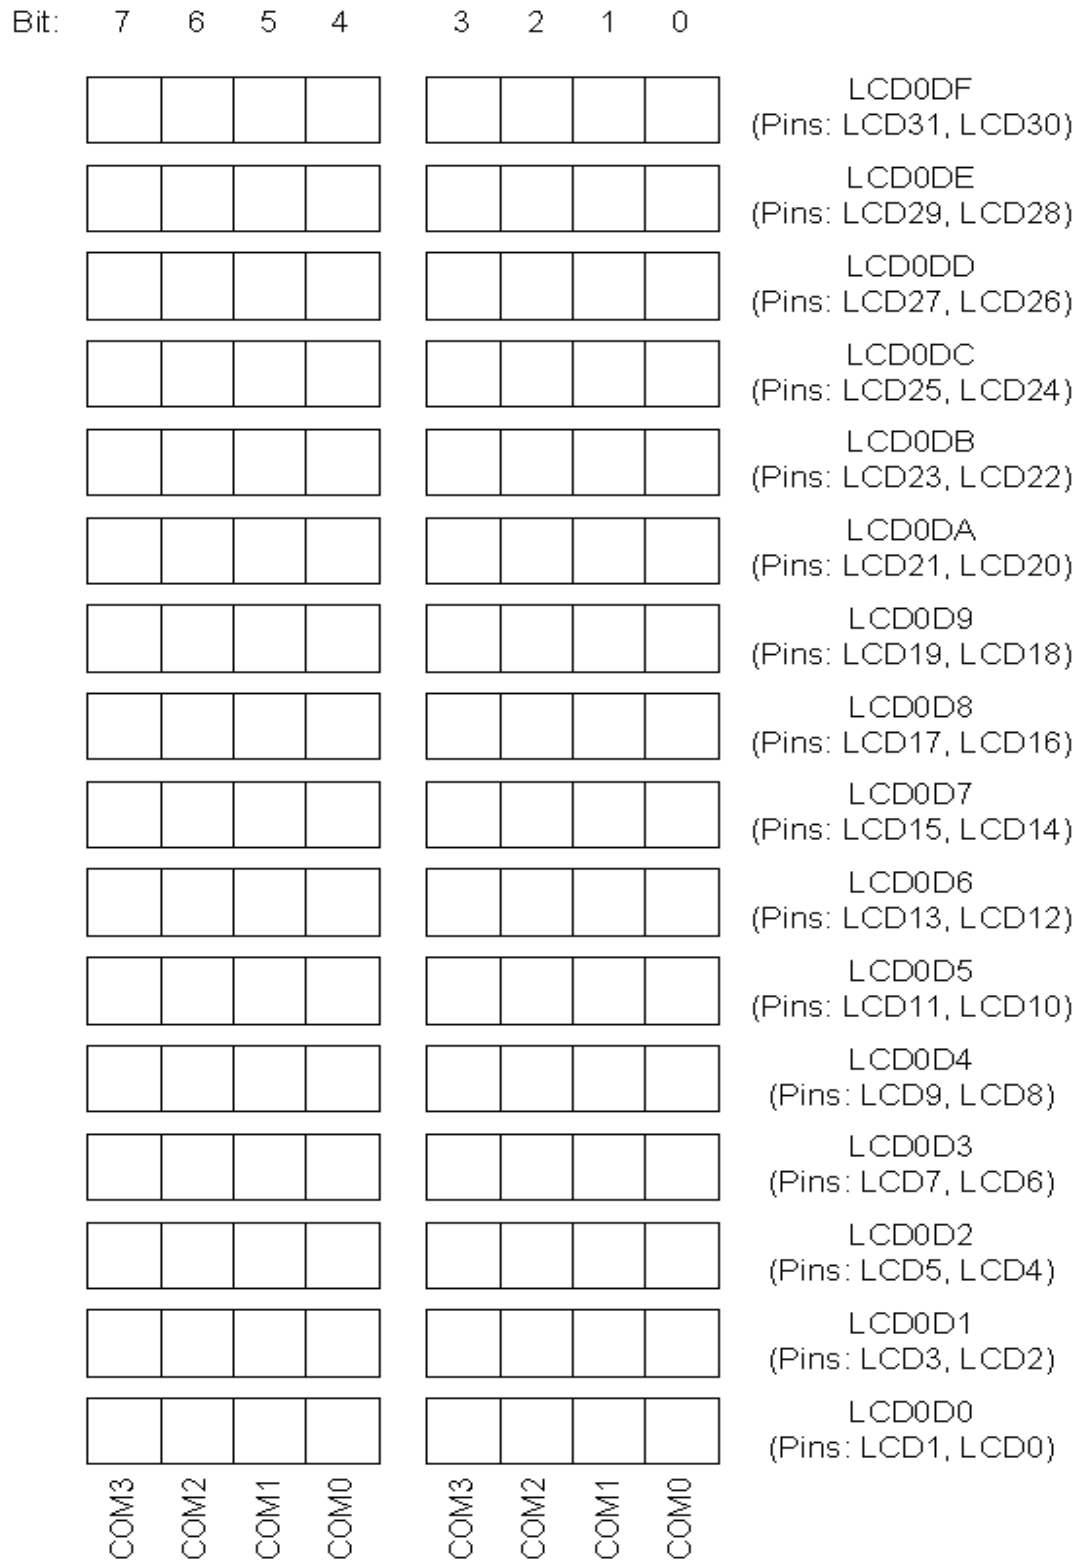 Bit: 7 6 5 4 3 2 1 0
LCD0DF
(Pins: LCD31, LCD30)
LCD0DE
(Pins: LCD29, LCD28)
LCD0DD
(Pins: LCD27, LCD26)
LCD0DC
(Pins: LCD25, LCD24)
LCD0DB
(Pins: LCD23, LCD22)
LCD0DA
(Pins: LCD21, LCD20)
LCD0D9
(Pins: LCD19, LCD18)
LCD0D8
(Pins: LCD17, LCD16)
LCD0D7
(Pins: LCD15, LCD14)
LCD0D6
(Pins: LCD13, LCD12)
LCD0D5
(Pins: LCD11, LCD10)
LCD0D4
(Pins: LCD9, LCD8)
LCD0D3
(Pins: LCD7, LCD6)
LCD0D2
(Pins: LCD5, LCD4)
LCD0D1
(Pins: LCD3, LCD2)
LCD0D0
(Pins: LCD1, LCD0)
COM3 COM2 COM1 COM0 COM3 COM2 COM1 COM0